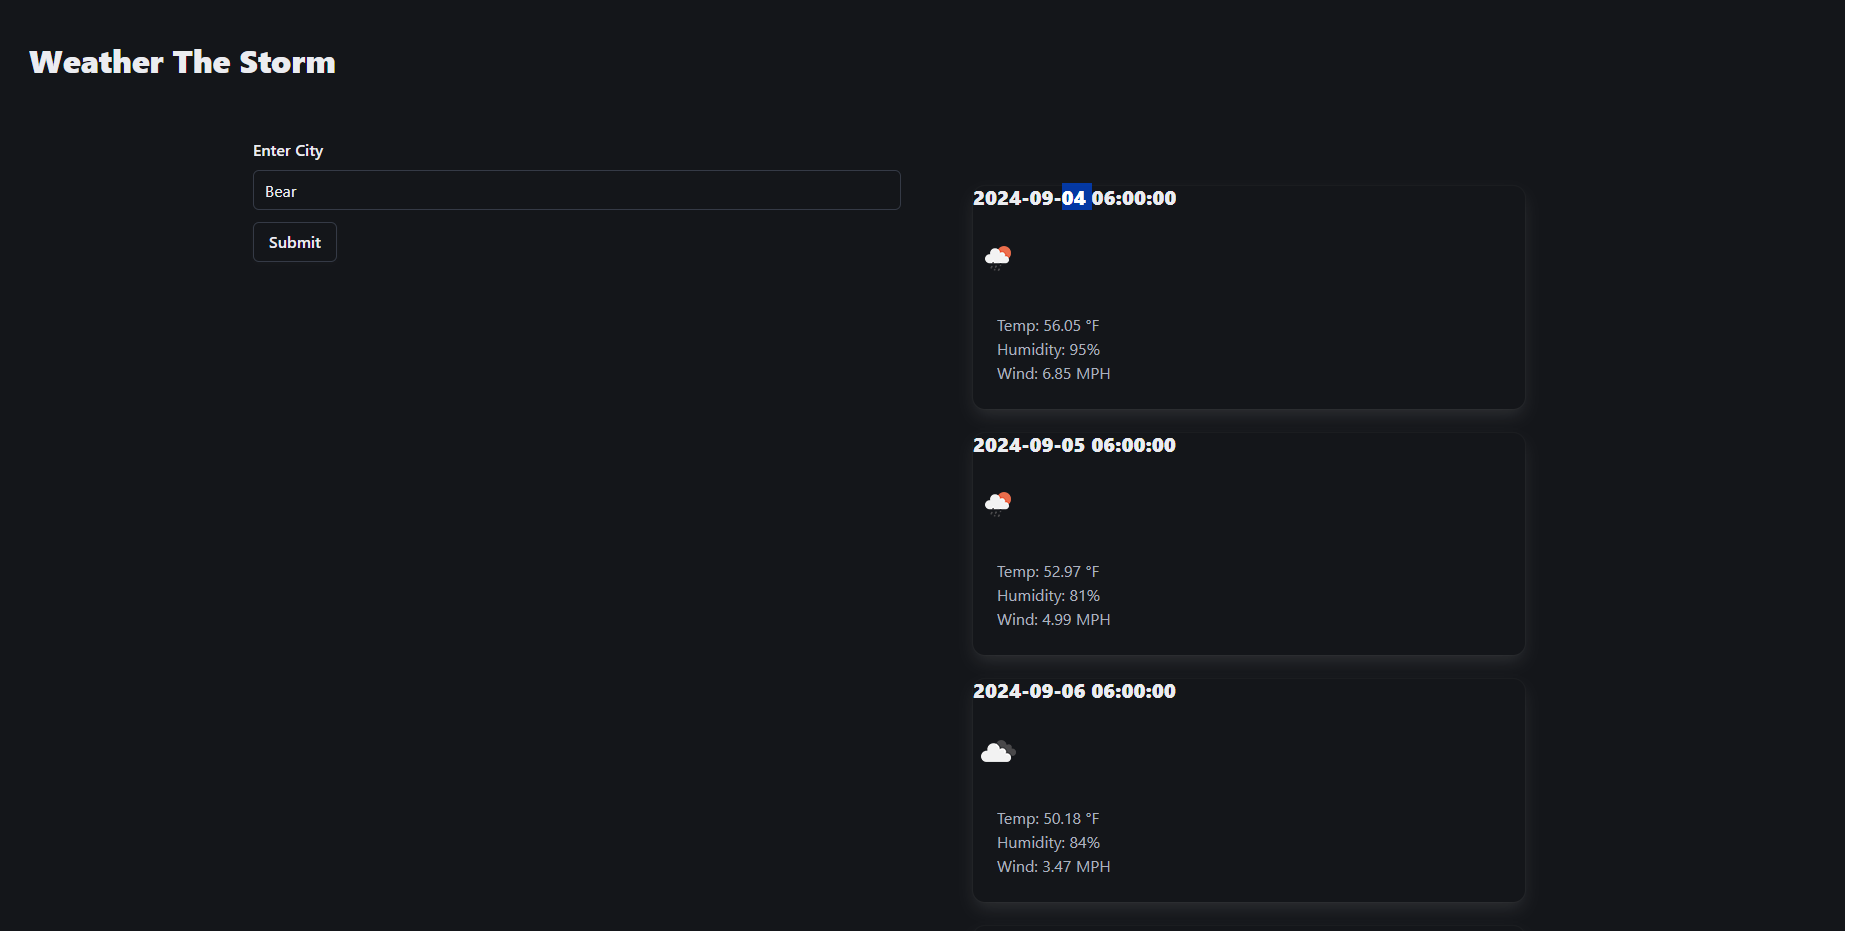 Weather The Storm
Enter City
Bear
Submit
2024-09-04 06:00:00
Temp: 56.05 °F
Humidity: 95%
Wind: 6.85 MPH
2024-09-05 06:00:00
Temp: 52.97 °F
Humidity: 81%
Wind: 4.99 MPH
2024-09-06 06:00:00
Temp: 50.18 °F
Humidity: 84%
Wind: 3.47 MPH